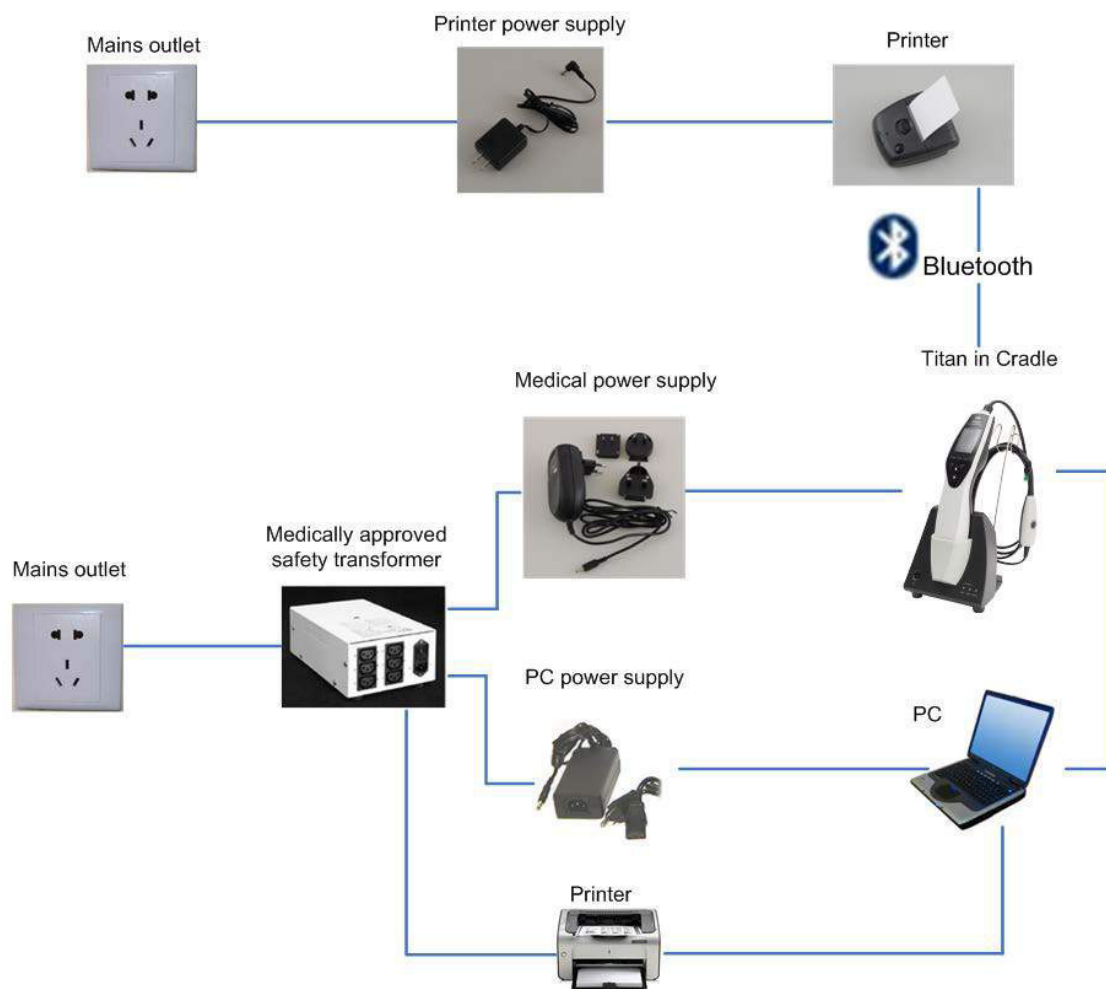 Printer power supply
Mains outlet
Printer
Bluetooth
Titan in Cradle
Medical power supply
Medically approved
safety transformer
Mains outlet
PC power supply
PC
Printer